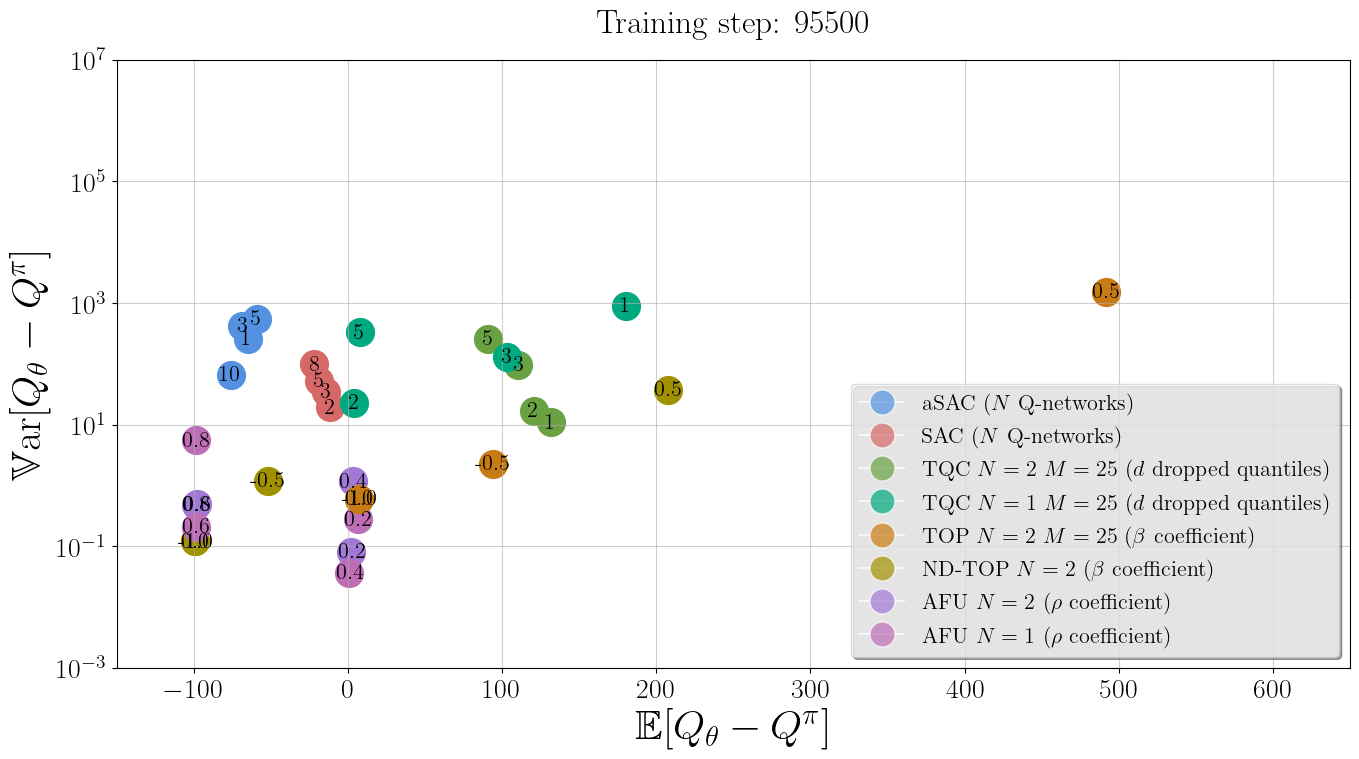 Training step: 95500
10^7
10^5
10^3
10^1
10^{-1}
10^{-3}
𝕍ar[Q_θ − Q^π]
0.5
1
5
3
5
1
5
3
3
10
8
5
3
2
2
0.5
2
1
0.8
-0.5
-0.5
0.4
0.2
0.6
0.2
0.4
aSAC (N Q-networks)
SAC (N Q-networks)
TQC N = 2 M = 25 (d dropped quantiles)
TQC N = 1 M = 25 (d dropped quantiles)
TOP N = 2 M = 25 (β coefficient)
ND-TOP N = 2 (β coefficient)
AFU N = 2 (ρ coefficient)
AFU N = 1 (ρ coefficient)
−100 0 100 200 300 400 500 600
𝔼[Q_θ − Q^π]